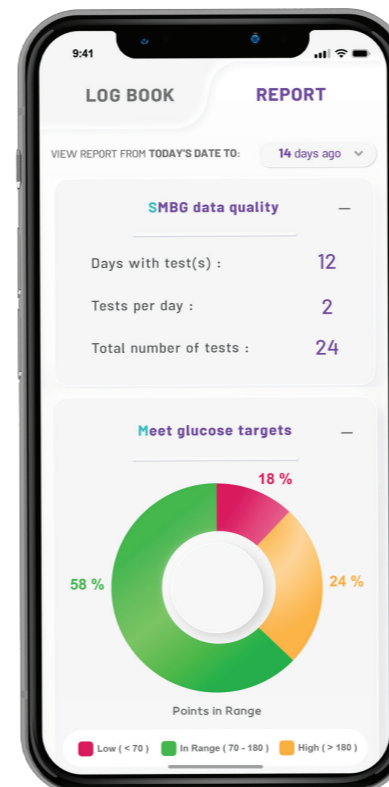 9:41
LOG BOOK
REPORT
VIEW REPORT FROM TODAY'S DATE TO:
14 days ago
SMBG data quality
Days with test(s) : 12
Tests per day : 2
Total number of tests : 24
Meet glucose targets
18 %
58 %
24 %
Points in Range
Low ( < 70 ) In Range ( 70 - 180 ) High ( > 180 )